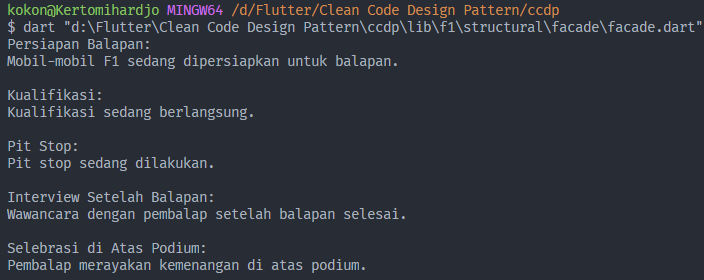 kokon@Kertomihardjo MINGW64 /d/Flutter/Clean Code Design Pattern/ccdp
$ dart "d:\Flutter\Clean Code Design Pattern\ccdp\lib\f1\structural\facade\facade.dart"
Persiapan Balapan:
Mobil-mobil F1 sedang dipersiapkan untuk balapan.

Kualifikasi:
Kualifikasi sedang berlangsung.

Pit Stop:
Pit stop sedang dilakukan.

Interview Setelah Balapan:
Wawancara dengan pembalap setelah balapan selesai.

Selebrasi di Atas Podium:
Pembalap merayakan kemenangan di atas podium.